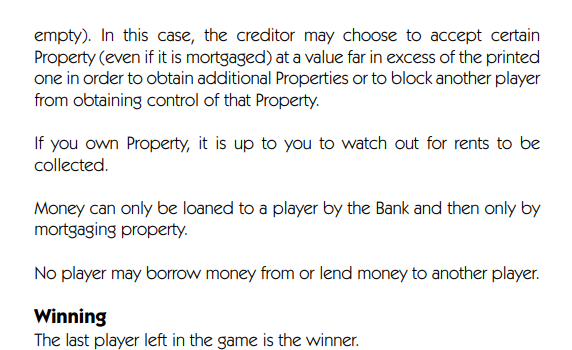 empty). In this case, the creditor may choose to accept certain
Property (even if it is mortgaged) at a value far in excess of the printed
one in order to obtain additional Properties or to block another player
from obtaining control of that Property.
If you own Property, it is up to you to watch out for rents to be
collected.
Money can only be loaned to a player by the Bank and then only by
mortgaging property.
No player may borrow money from or lend money to another player.
Winning
The last player left in the game is the winner.